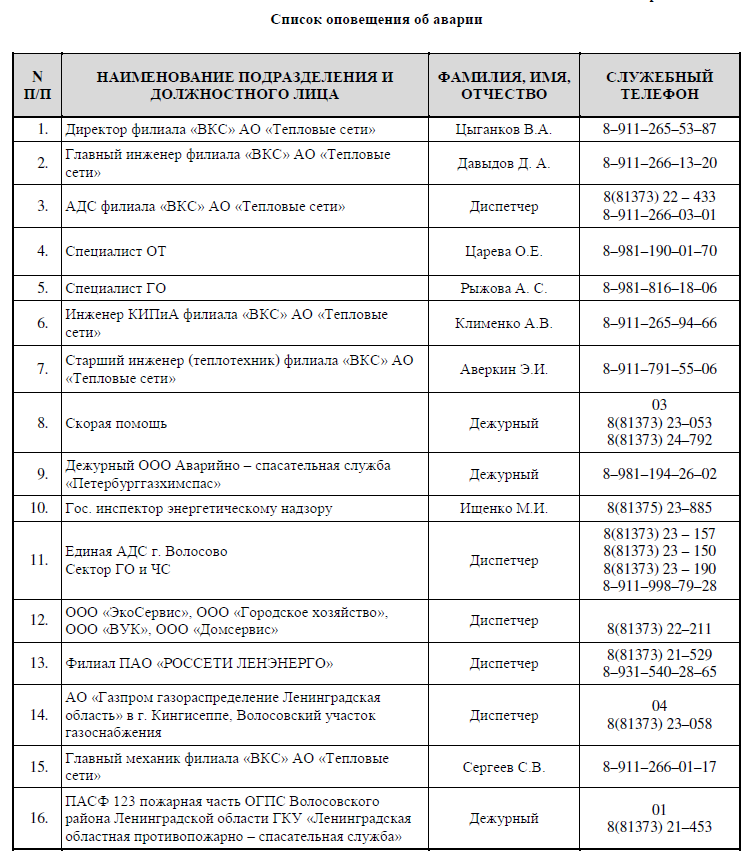 Список оповещения об аварии
N П/П
НАИМЕНОВАНИЕ ПОДРАЗДЕЛЕНИЯ И ДОЛЖНОСТНОГО ЛИЦА
ФАМИЛИЯ, ИМЯ, ОТЧЕСТВО
СЛУЖЕБНЫЙ ТЕЛЕФОН
1. Директор филиала «ВКС» АО «Тепловые сети» Цыганков В.А. 8–911–265–53–87
2. Главный инженер филиала «ВКС» АО «Тепловые
сети» Давыдов Д. А. 8–911–266–13–20
3. АДС филиала «ВКС» АО «Тепловые сети» Диспетчер 8(81373) 22 – 433
8–911–266–03–01
4. Специалист ОТ Царева О.Е. 8–981–190–01–70
5. Специалист ГО Рыжова А. С. 8–981–816–18–06
6. Инженер КИПиА филиала «ВКС» АО «Тепловые
сети» Клименко А.В. 8–911–265–94–66
7. Старший инженер (теплотехник) филиала «ВКС» АО
«Тепловые сети» Аверкин Э.И. 8–911–791–55–06
8. Скорая помощь Дежурный 03
8(81373) 23–053
8(81373) 24–792
9. Дежурный ООО Аварийно – спасательная служба
«Петербурггазхимспас» Дежурный 8–981–194–26–02
10. Гос. инспектор энергетическому надзору Ишенко М.И. 8(81375) 23–885
11. Единая АДС г. Волосово
Сектор ГО и ЧС Диспетчер 8(81373) 23 – 157
8(81373) 23 – 150
8(81373) 23 – 190
8–911–998–79–28
12. ООО «ЭкоСервис», ООО «Городское хозяйство»,
ООО «ВУК», ООО «Домсервис» Диспетчер 8(81373) 22–211
13. Филиал ПАО «РОССЕТИ ЛЕНЭНЕРГО» Диспетчер 8(81373) 21–529
8–931–540–28–65
14. АО «Газпром газораспределение Ленинградская
область» в г. Кингисеппе, Волосовский участок
газоснабжения Диспетчер 04
8(81373) 23–058
15. Главный механик филиала «ВКС» АО «Тепловые
сети» Сергеев С.В. 8–911–266–01–17
16. ПАСФ 123 пожарная часть ОГПС Волосовского
района Ленинградской области ГКУ «Ленинградская
областная противопожарно – спасательная служба» Дежурный 01
8(81373) 21–453